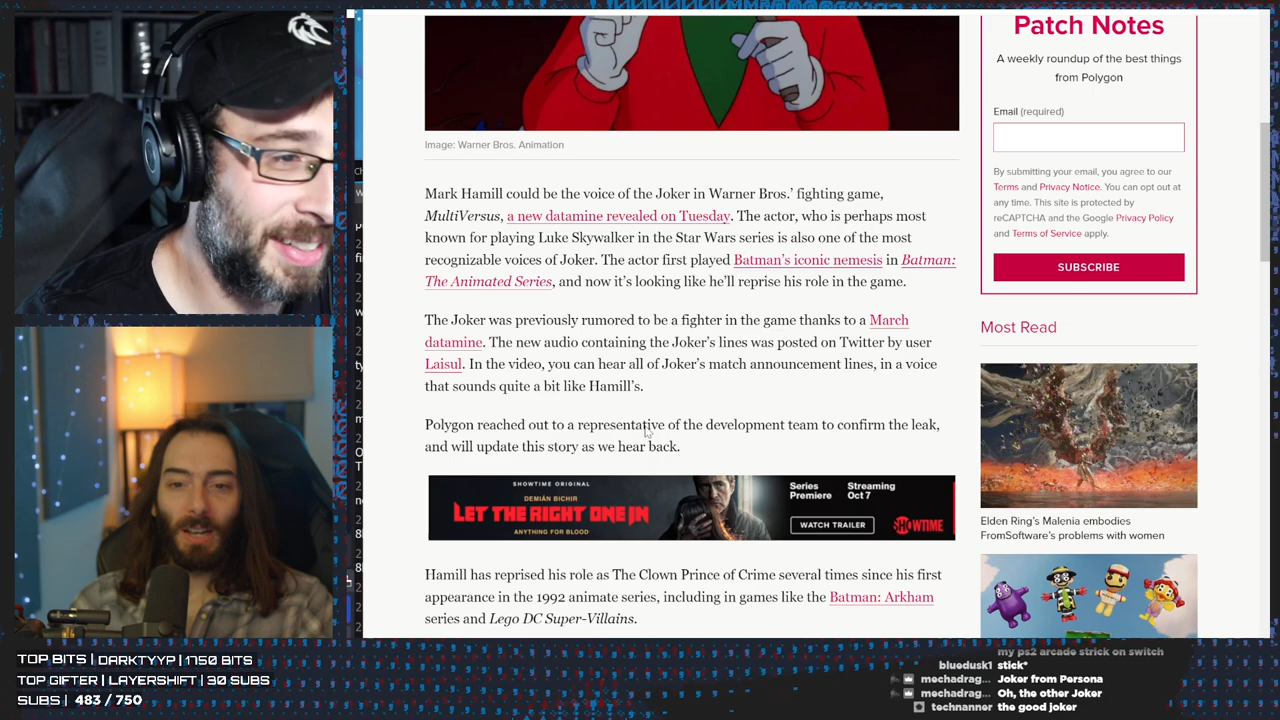 Image: Warner Bros. Animation
Mark Hamill could be the voice of the Joker in Warner Bros.’ fighting game,
MultiVersus, a new datamine revealed on Tuesday. The actor, who is perhaps most
known for playing Luke Skywalker in the Star Wars series is also one of the most
recognizable voices of Joker. The actor first played Batman’s iconic nemesis in Batman:
The Animated Series, and now it’s looking like he’ll reprise his role in the game.
The Joker was previously rumored to be a fighter in the game thanks to a March
datamine. The new audio containing the Joker’s lines was posted on Twitter by user
Laisul. In the video, you can hear all of Joker’s match announcement lines, in a voice
that sounds quite a bit like Hamill’s.
Polygon reached out to a representative of the development team to confirm the leak,
and will update this story as we hear back.
SHOWTIME ORIGINAL
DEMIÁN BICHIR
LET THE RIGHT ONE IN
ANYTHING FOR BLOOD
Series
Premiere
Streaming
Oct 7
WATCH TRAILER
SHOWTIME
Hamill has reprised his role as The Clown Prince of Crime several times since his first
appearance in the 1992 animate series, including in games like the Batman: Arkham
series and Lego DC Super-Villains.
Patch Notes
A weekly roundup of the best things
from Polygon
Email (required)
By submitting your email, you agree to our
Terms and Privacy Notice. You can opt out at
any time. This site is protected by
reCAPTCHA and the Google Privacy Policy
and Terms of Service apply.
SUBSCRIBE
Most Read
Elden Ring’s Malenia embodies
FromSoftware’s problems with women
TOP BITS | DARKTYYP | 1750 BITS
TOP GIFTER | LAYERSHIFT | 30 SUBS
SUBS | 483 / 750
my ps2 arcade strick on switch
bluedusk1 stick*
mechadrag... Joker from Persona
mechadrag... Oh, the other Joker
technanner the good joker